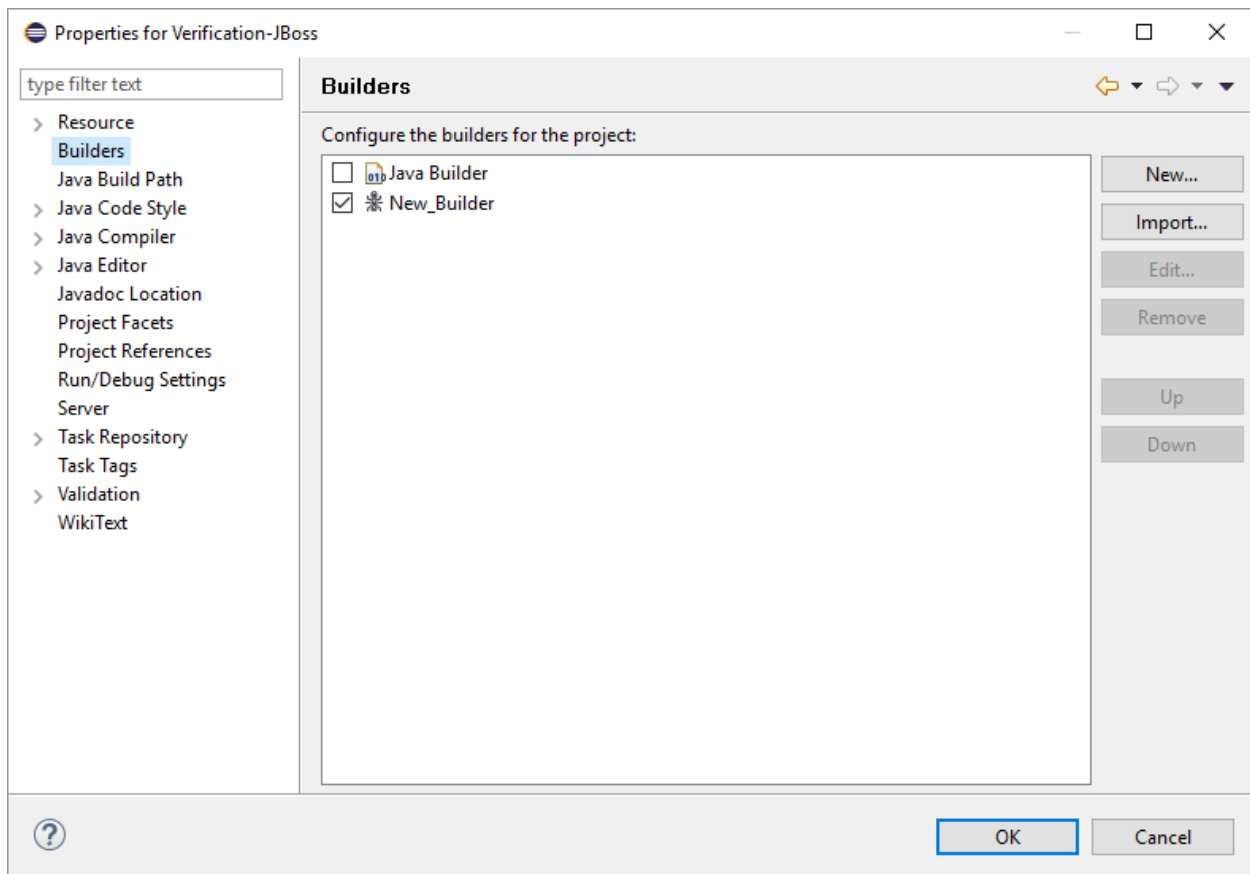 Properties for Verification-JBoss
type filter text
Resource
Builders
Java Build Path
Java Code Style
Java Compiler
Java Editor
Javadoc Location
Project Facets
Project References
Run/Debug Settings
Server
Task Repository
Task Tags
Validation
WikiText
Builders
Configure the builders for the project:
010 Java Builder
New_Builder
New...
Import...
Edit...
Remove
Up
Down
?
OK
Cancel